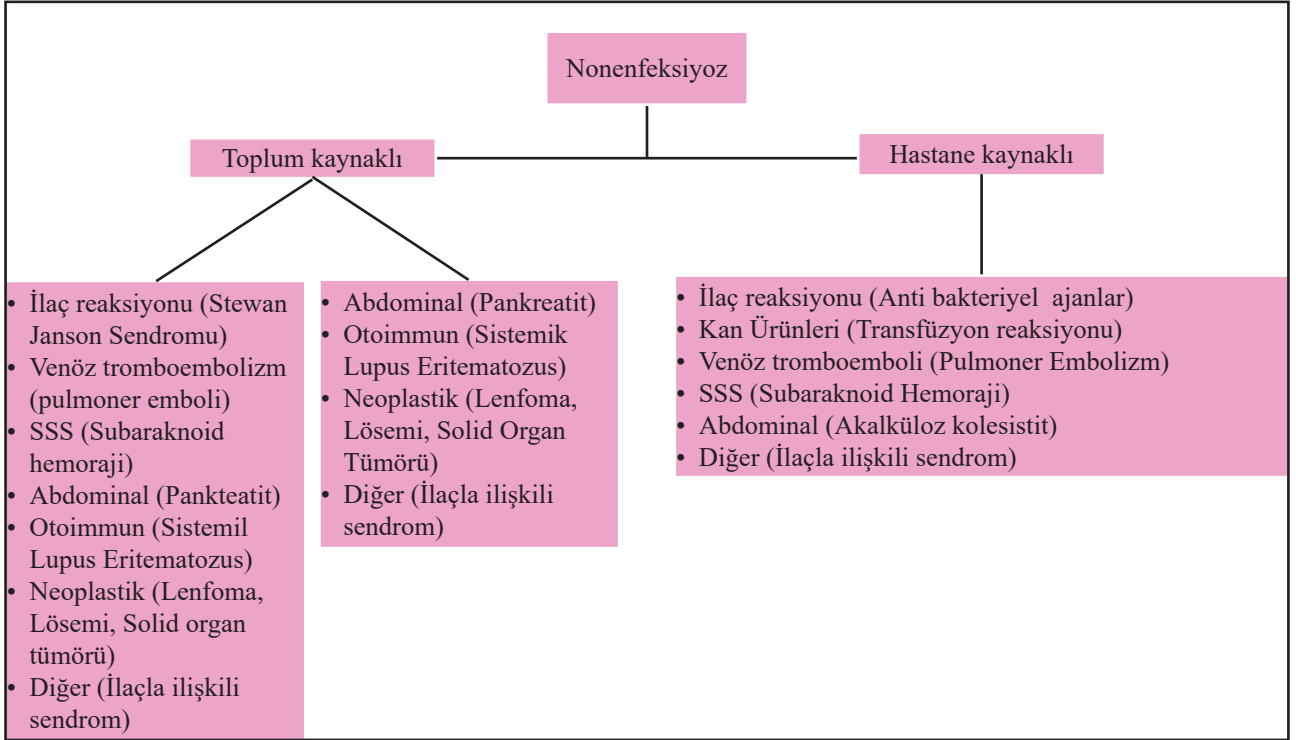 Nonenfeksiyoz
Toplum kaynaklı
Hastane kaynaklı
• İlaç reaksiyonu (Stewan
Janson Sendromu)
• Venöz tromboembolizm
(pulmoner emboli)
• SSS (Subaraknoid
hemoraji)
• Abdominal (Pankteatit)
• Otoimmun (Sistemil
Lupus Eritematozus)
• Neoplastik (Lenfoma,
Lösemi, Solid organ
tümörü)
• Diğer (İlaçla ilişkili
sendrom)
• Abdominal (Pankreatit)
• Otoimmun (Sistemik
Lupus Eritematozus)
• Neoplastik (Lenfoma,
Lösemi, Solid Organ
Tümörü)
• Diğer (İlaçla ilişkili
sendrom)
• İlaç reaksiyonu (Anti bakteriyel ajanlar)
• Kan Ürünleri (Transfüzyon reaksiyonu)
• Venöz tromboemboli (Pulmoner Embolizm)
• SSS (Subaraknoid Hemoraji)
• Abdominal (Akalküloz kolesistit)
• Diğer (İlaçla ilişkili sendrom)